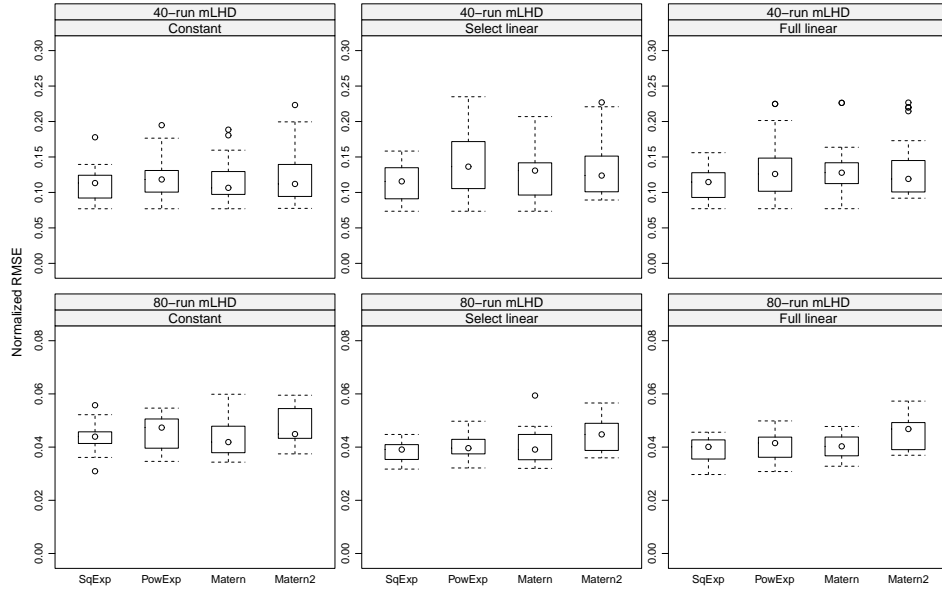 40−run mLHD 40−run mLHD 40−run mLHD
Constant Select linear Full linear
0.30 0.30 0.30
0.25 0.25 0.25
0.20 0.20 0.20
0.15 0.15 0.15
0.10 0.10 0.10
0.05 0.05 0.05
0.00 0.00 0.00
Normalized RMSE
80−run mLHD 80−run mLHD 80−run mLHD
Constant Select linear Full linear
0.08 0.08 0.08
0.06 0.06 0.06
0.04 0.04 0.04
0.02 0.02 0.02
0.00 0.00 0.00
SqExp PowExp Matern Matern2 SqExp PowExp Matern Matern2 SqExp PowExp Matern Matern2